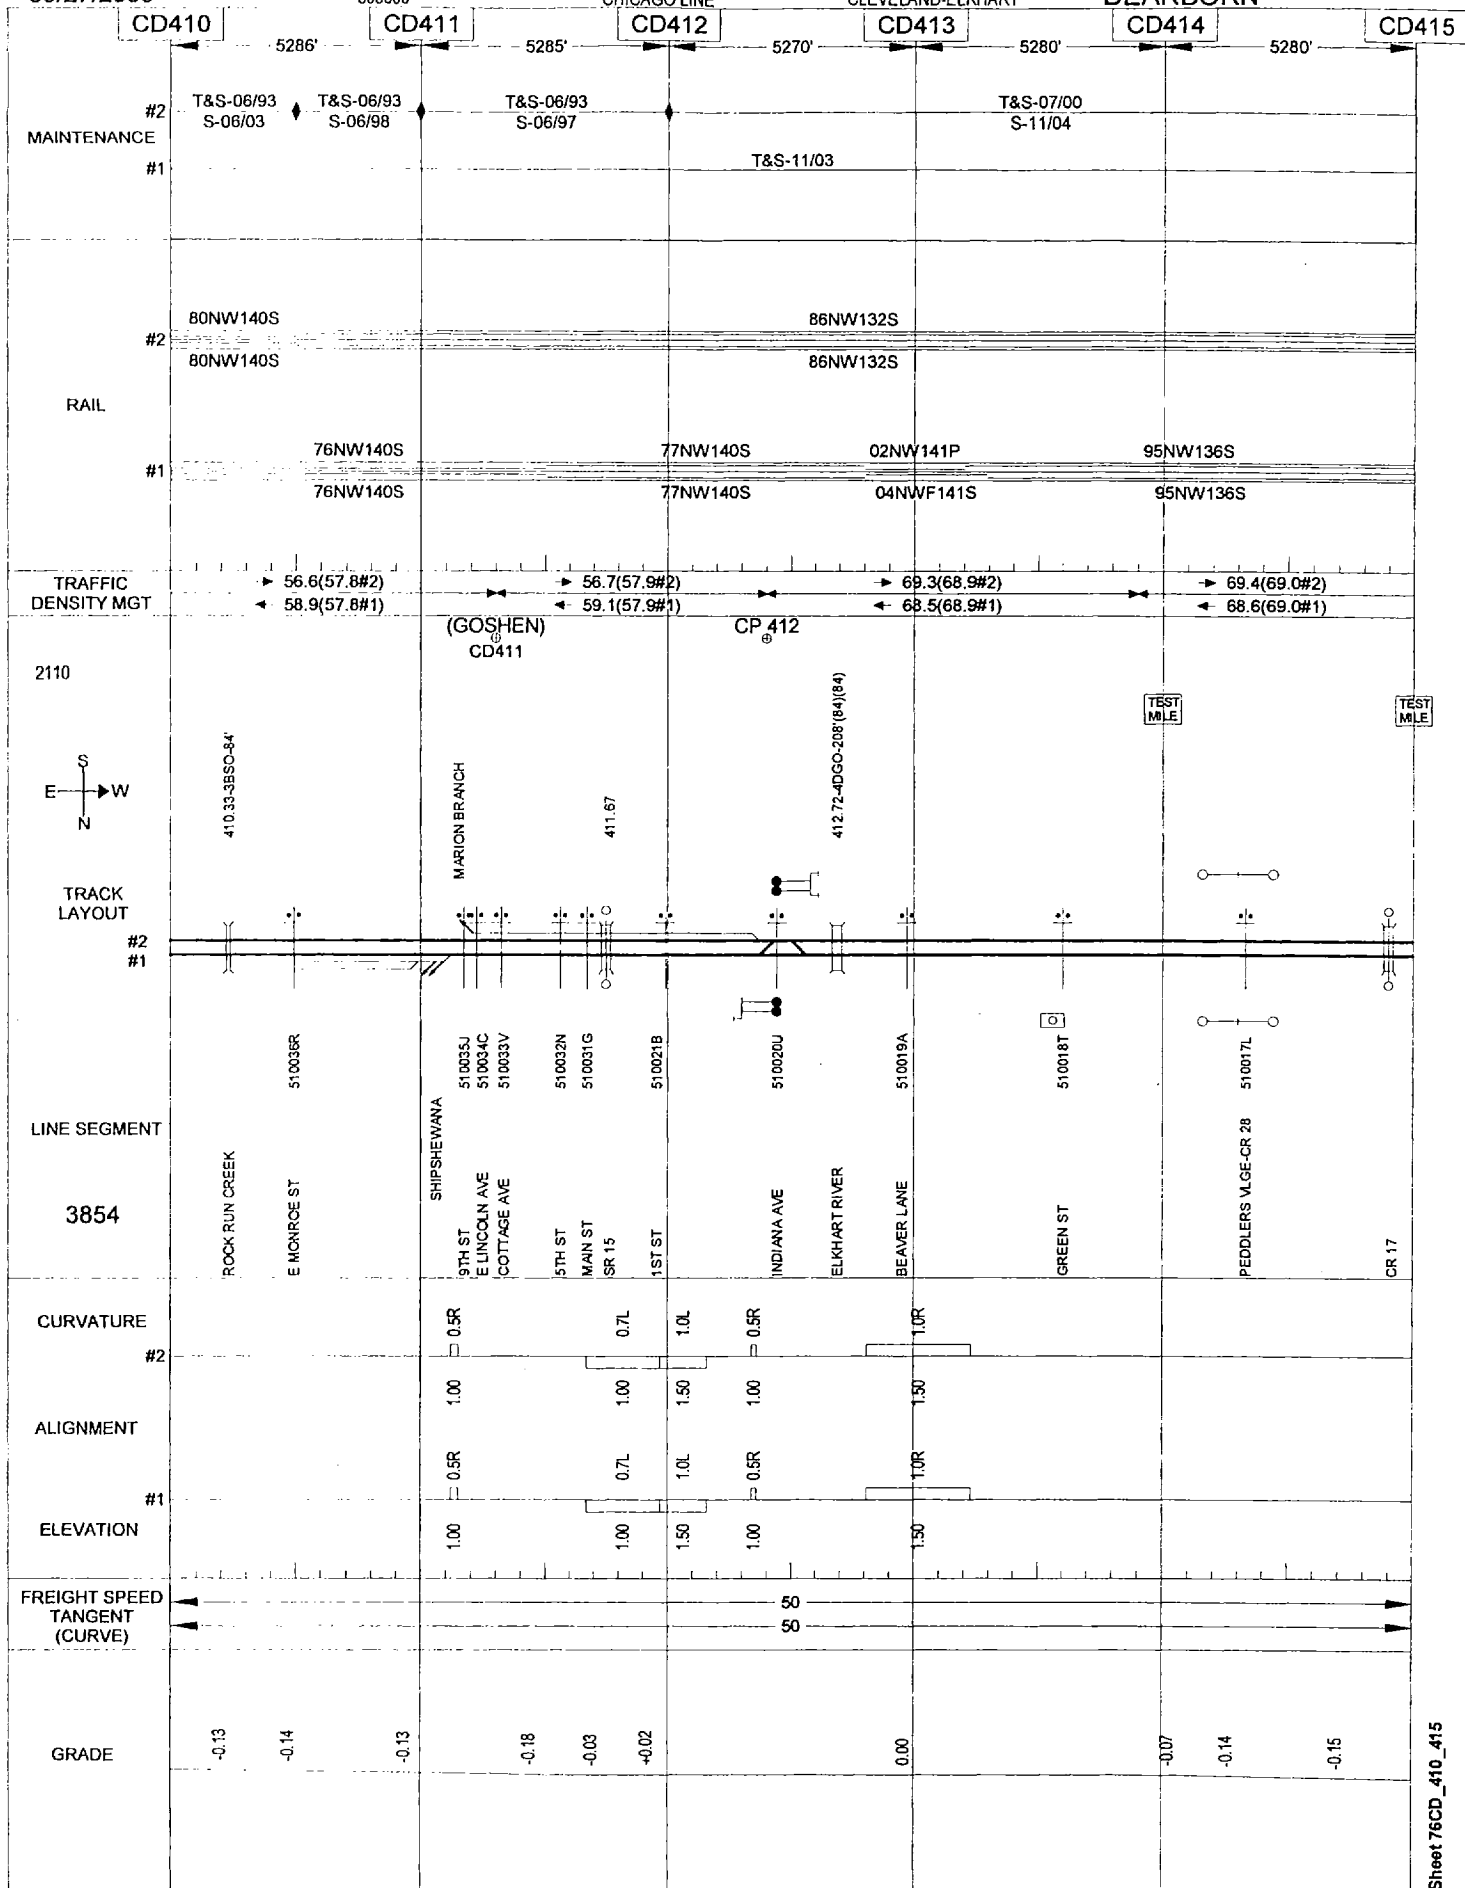 CHICAGO LINE CLEVELAND-ELKHART DEARBORN
CD410 CD411 CD412 CD413 CD414 CD415
5286' 5285' 5270' 5280' 5280'
MAINTENANCE
#2 T&S-06/93 T&S-06/93 T&S-06/93 T&S-07/00
S-06/03 S-06/98 S-06/97 S-11/04
#1 T&S-11/03
RAIL
80NW140S 86NW132S
#2
80NW140S 86NW132S
76NW140S 77NW140S 02NW141P 95NW136S
#1
76NW140S 77NW140S 04NWF141S 95NW136S
TRAFFIC DENSITY MGT
56.6(57.8#2) 56.7(57.9#2) 69.3(68.9#2) 69.4(69.0#2)
58.9(57.8#1) 59.1(57.9#1) 68.5(68.9#1) 68.6(69.0#1)
(GOSHEN) CP 412
CD411
2110
TEST MILE TEST MILE
S
E W
N
410.33-3BSO-84'
MARION BRANCH
411.67
412.72-4DGO-208'(84)(84)
TRACK LAYOUT
#2
#1
510036R 510035J 510034C 510033V 510032N 510031G 510021B 510020U 510019A 510018T 510017L
LINE SEGMENT
3854
ROCK RUN CREEK
E MONROE ST
SHIPSHEWANA
9TH ST
E LINCOLN AVE
COTTAGE AVE
5TH ST
MAIN ST
SR 15
1ST ST
INDIANA AVE
ELKHART RIVER
BEAVER LANE
GREEN ST
PEDDLERS VLGE-CR 28
CR 17
CURVATURE
0.5R 0.7L 1.0L 0.5R 1.0R
#2
1.00 1.00 1.50 1.00 1.50
ALIGNMENT
0.5R 0.7L 1.0L 0.5R 1.0R
#1
ELEVATION
1.00 1.00 1.50 1.00 1.50
FREIGHT SPEED
TANGENT
(CURVE)
50
50
GRADE
-0.13 -0.14 -0.13 -0.18 -0.03 +0.02 0.00 -0.07 -0.14 -0.15
Sheet 76CD_410_415